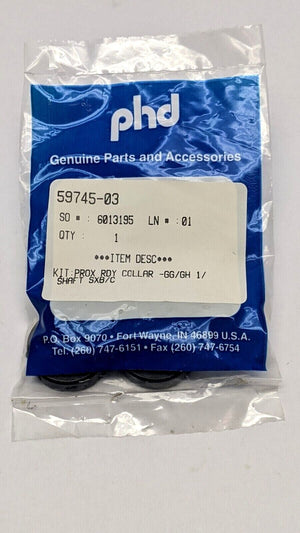 phd
Genuine Parts and Accessories
59745-03
SO # : 6013195 LN # :01
QTY : 1
***ITEM DESC***
KIT:PROX RDY COLLAR -GG/GH 1/
SHAFT SXB/C
P.O. Box 9070 • Fort Wayne, IN 46899 U.S.A.
Tel. (260) 747-6151 • Fax (260) 747-6754